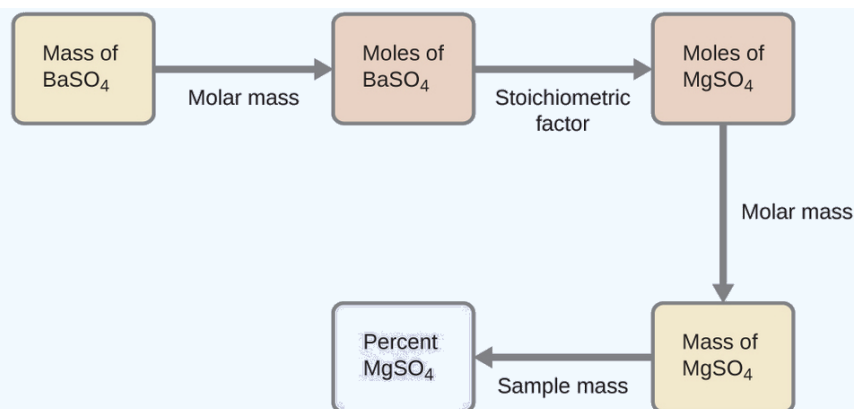 Mass of
BaSO₄
Molar mass
Moles of
BaSO₄
Stoichiometric
factor
Moles of
MgSO₄
Molar mass
Mass of
MgSO₄
Sample mass
Percent
MgSO₄